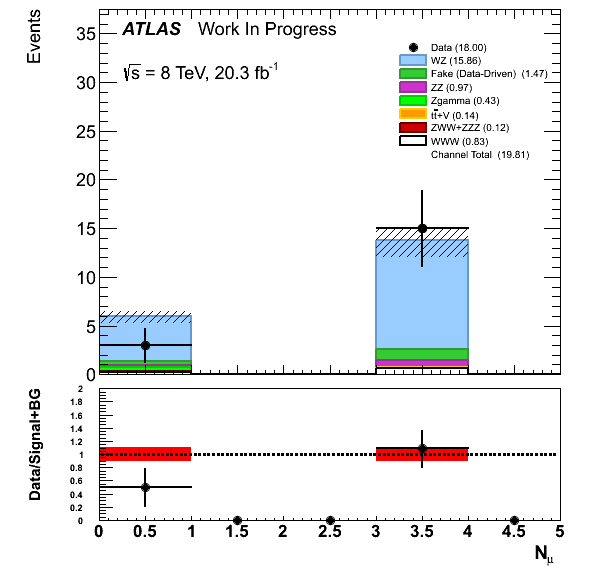 Events
ATLAS Work In Progress
√s = 8 TeV, 20.3 fb⁻¹
Data (18.00)
WZ (15.86)
Fake (Data-Driven) (1.47)
ZZ (0.97)
Zgamma (0.43)
tt̄+V (0.14)
ZWW+ZZZ (0.12)
WWW (0.83)
Channel Total (19.81)
35
30
25
20
15
10
5
0
Data/Signal+BG
2
1.8
1.6
1.4
1.2
1
0.8
0.6
0.4
0.2
0
0 0.5 1 1.5 2 2.5 3 3.5 4 4.5 5
Nμ